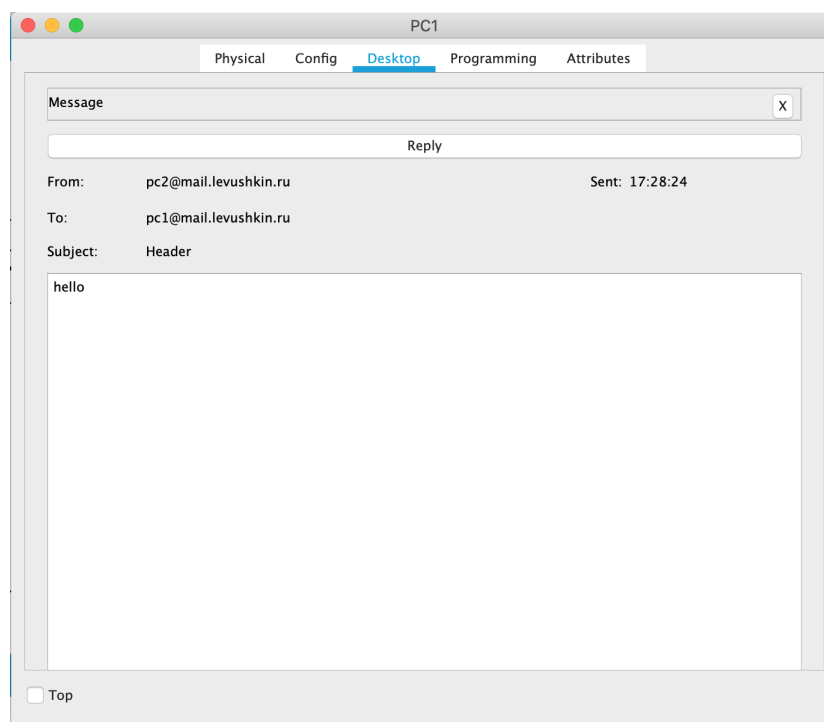 PC1
Physical Config Desktop Programming Attributes
Message X
Reply
From: pc2@mail.levushkin.ru Sent: 17:28:24
To: pc1@mail.levushkin.ru
Subject: Header
hello
Top